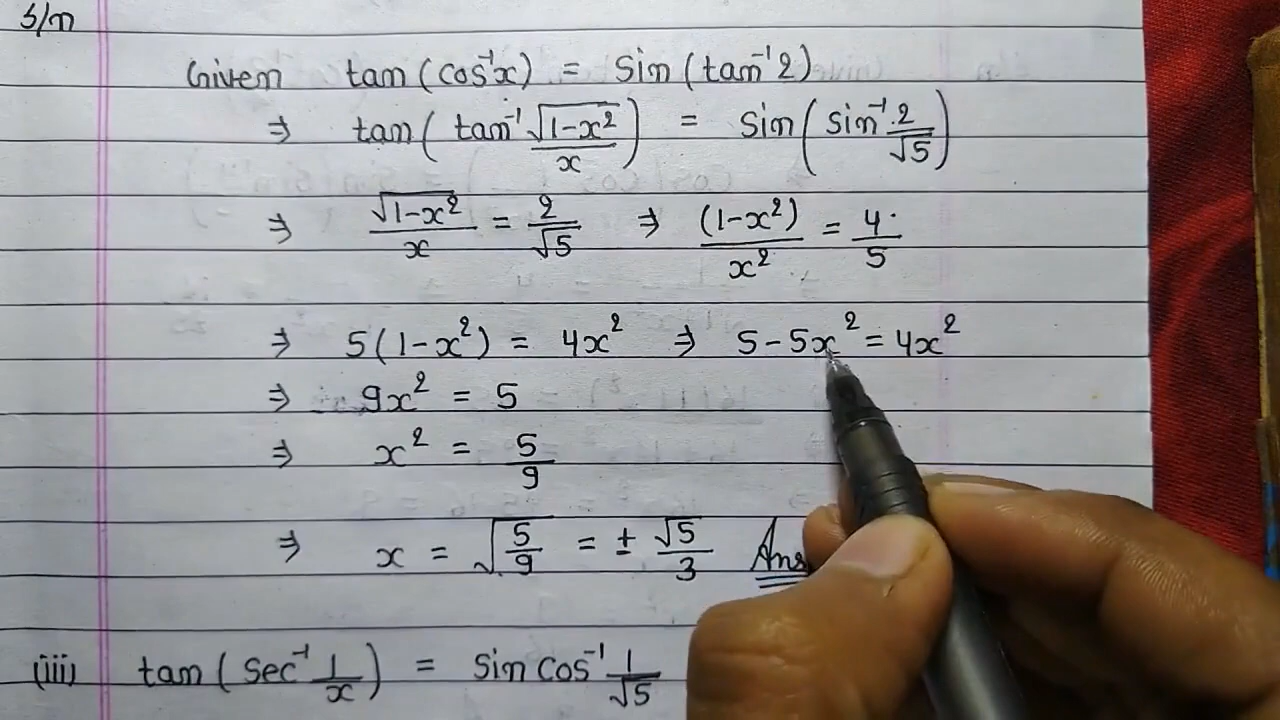 S/n
Given tan(cos⁻¹x) = Sin(tan⁻¹2)
⇒ tan(tan⁻¹ √(1-x²)/x) = Sin(Sin⁻¹ 2/√5)
⇒ √(1-x²)/x = 2/√5 ⇒ (1-x²)/x² = 4/5
⇒ 5(1-x²) = 4x² ⇒ 5-5x² = 4x²
⇒ 9x² = 5
⇒ x² = 5/9
⇒ x = √(5/9) = ± √5/3 Ans
(iii) tan(Sec⁻¹ 1/x) = Sin Cos⁻¹ 1/√5